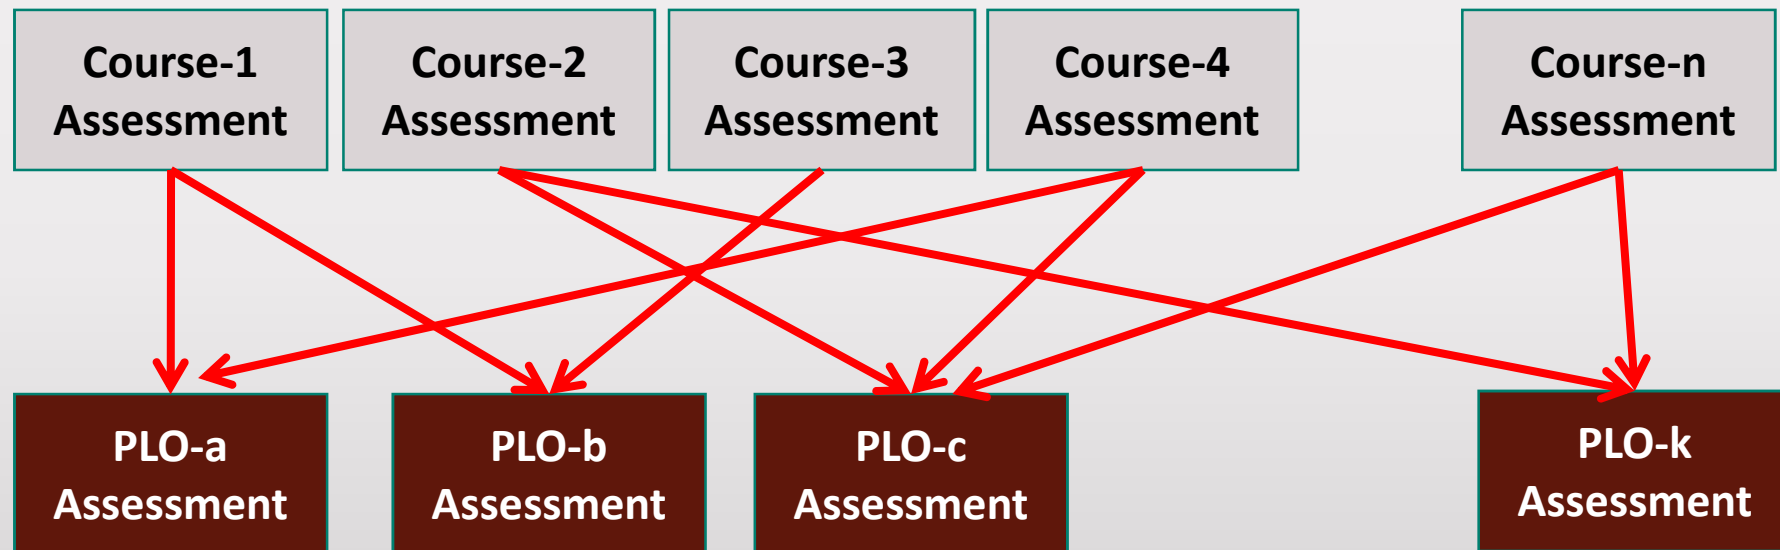 Course-1
Assessment
Course-2
Assessment
Course-3
Assessment
Course-4
Assessment
Course-n
Assessment
PLO-a
Assessment
PLO-b
Assessment
PLO-c
Assessment
PLO-k
Assessment